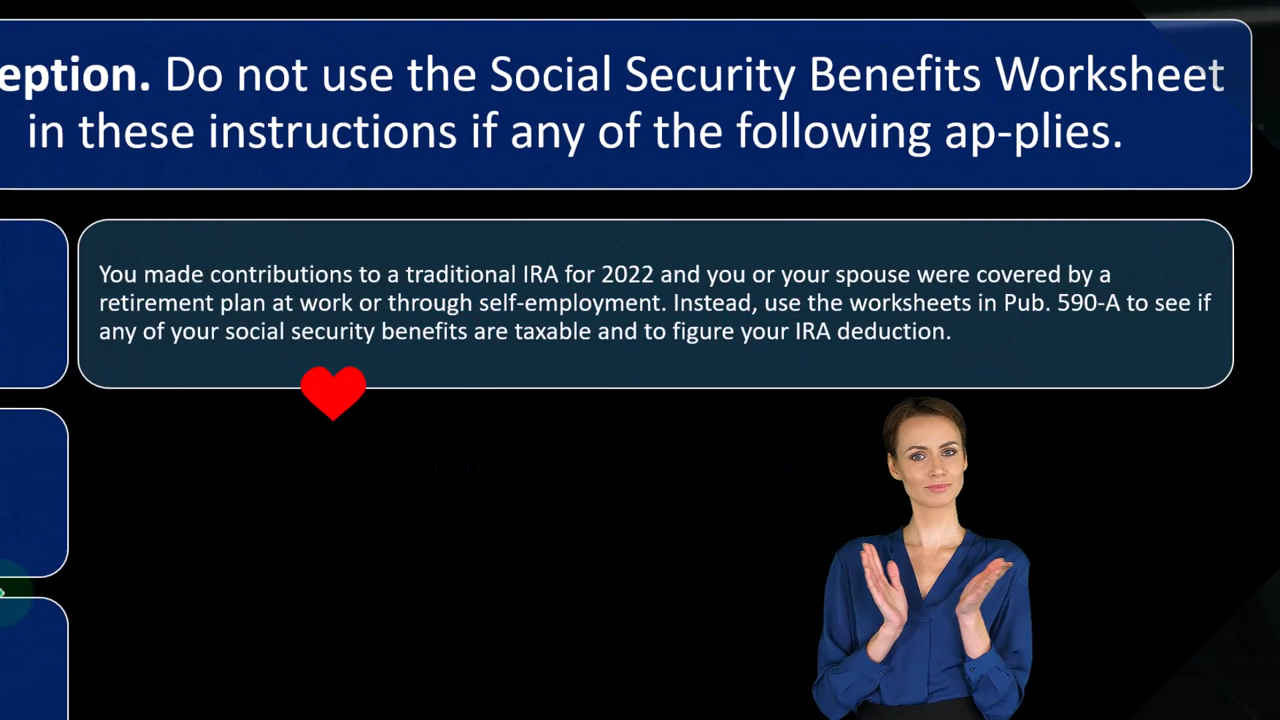 eption. Do not use the Social Security Benefits Worksheet
in these instructions if any of the following ap-plies.
You made contributions to a traditional IRA for 2022 and you or your spouse were covered by a
retirement plan at work or through self-employment. Instead, use the worksheets in Pub. 590-A to see if
any of your social security benefits are taxable and to figure your IRA deduction.